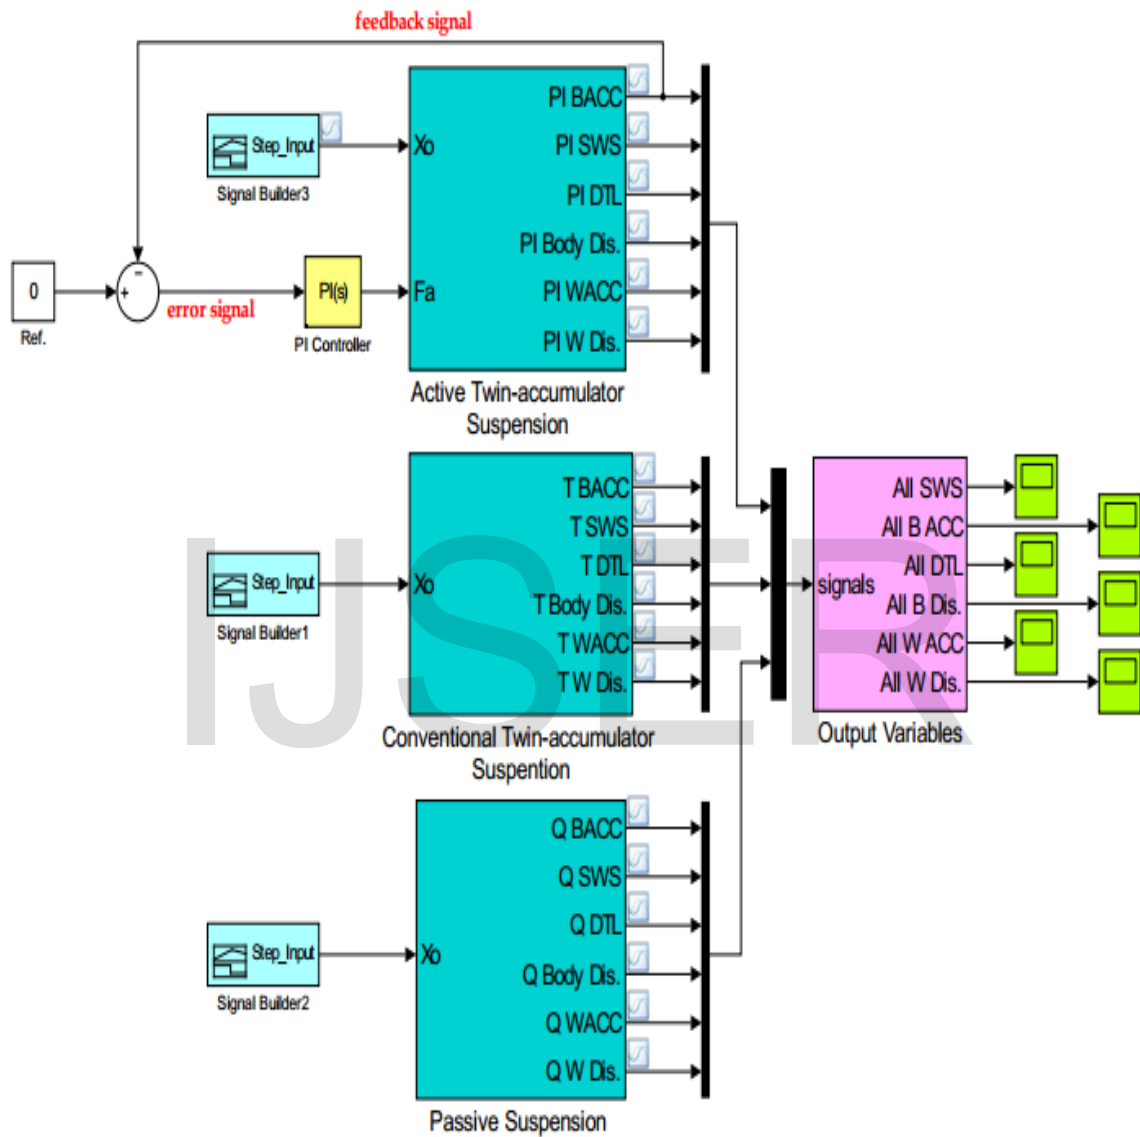 feedback signal
PI BACC
Step_Input
Xo
PI SWS
Signal Builder3
PI DTL
PI Body Dis.
0
+
−
error signal
PI(s)
Fa
PI WACC
Ref.
PI Controller
PI W Dis.
Active Twin-accumulator
Suspension
T BACC
T SWS
T DTL
Step_Input
Xo
T Body Dis.
Signal Builder1
T WACC
T W Dis.
Conventional Twin-accumulator
Suspention
signals
All SWS
All B ACC
All DTL
All B Dis.
All W ACC
All W Dis.
Output Variables
Q BACC
Q SWS
Q DTL
Step_Input
Xo
Q Body Dis.
Signal Builder2
Q WACC
Q W Dis.
Passive Suspension
IJSER